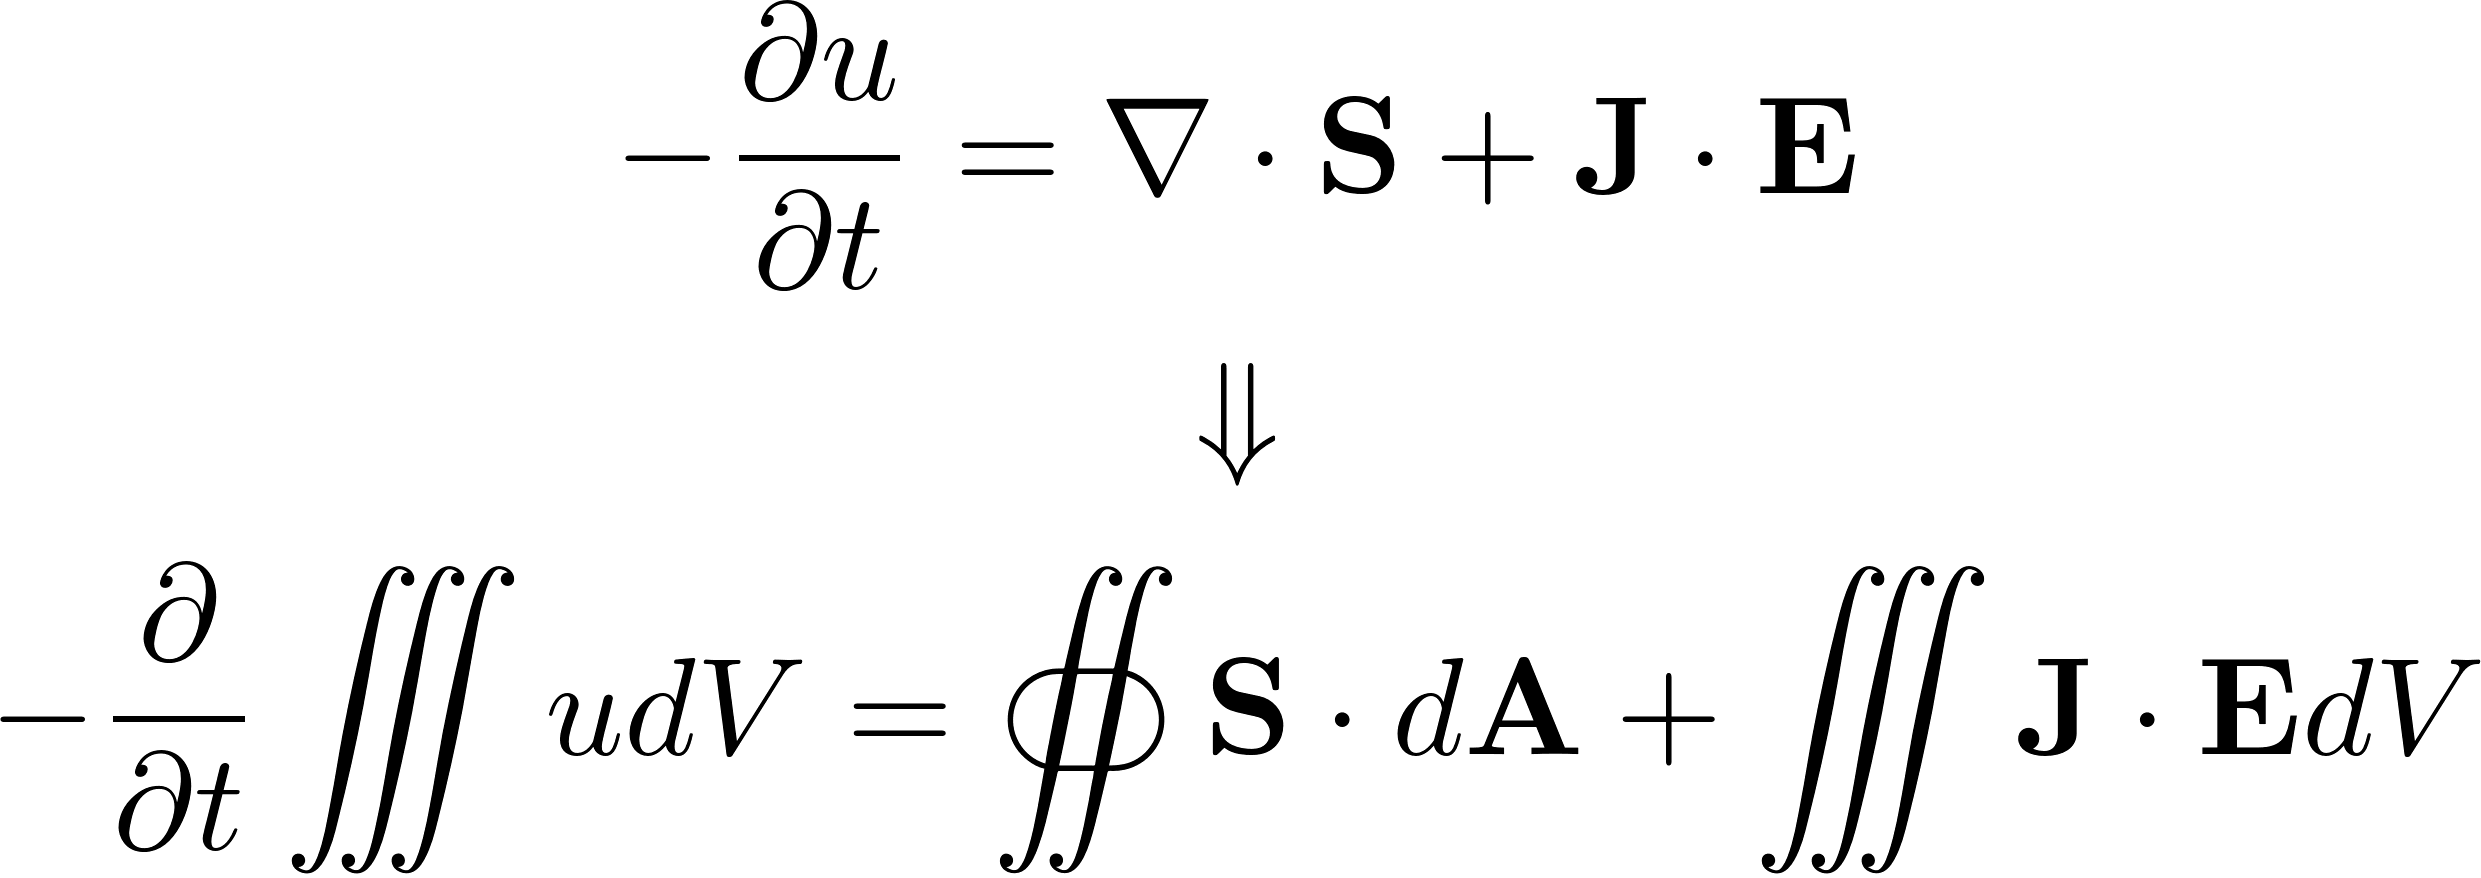 −∂u/∂t = ∇ · 𝐒 + 𝐉 · 𝐄
⇓
−∂/∂t ∭ udV = ∯ 𝐒 · d𝐀 + ∭ 𝐉 · 𝐄dV